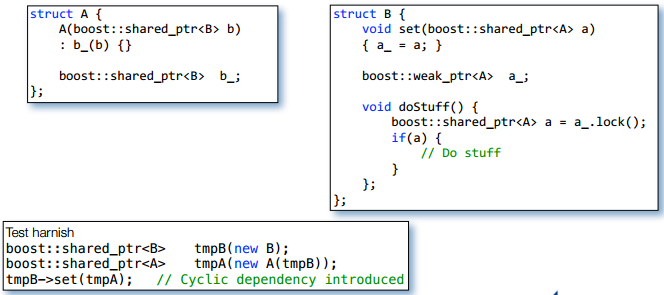 struct A {
    A(boost::shared_ptr<B> b)
    : b_(b) {}
    boost::shared_ptr<B>  b_;
};
struct B {
    void set(boost::shared_ptr<A> a)
    { a_ = a; }
    boost::weak_ptr<A>  a_;
    void doStuff() {
        boost::shared_ptr<A> a = a_.lock();
        if(a) {
            // Do stuff
        }
    };
};
Test harnish
boost::shared_ptr<B>    tmpB(new B);
boost::shared_ptr<A>    tmpA(new A(tmpB));
tmpB->set(tmpA);   // Cyclic dependency introduced